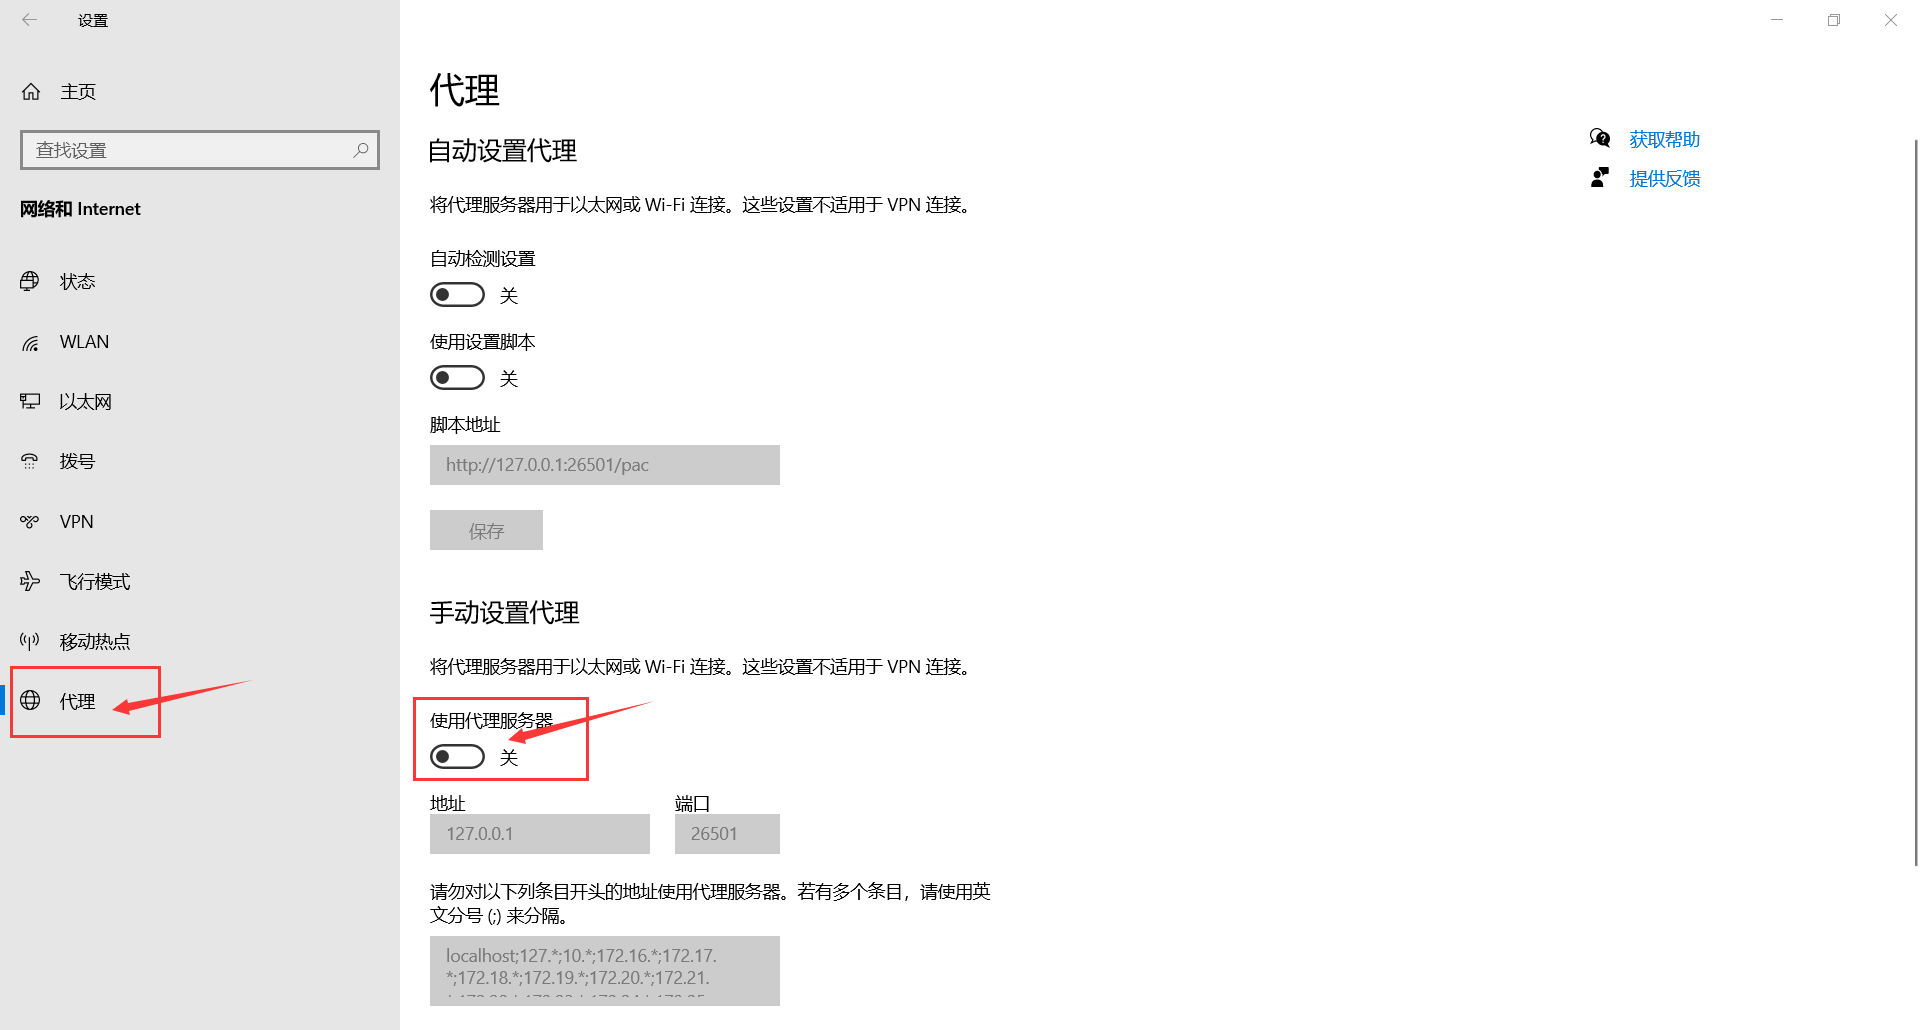 设置
主页
查找设置
网络和 Internet
状态
WLAN
以太网
拨号
VPN
飞行模式
移动热点
代理
代理
自动设置代理
将代理服务器用于以太网或 Wi-Fi 连接。这些设置不适用于 VPN 连接。
自动检测设置
关
使用设置脚本
关
脚本地址
http://127.0.0.1:26501/pac
保存
手动设置代理
将代理服务器用于以太网或 Wi-Fi 连接。这些设置不适用于 VPN 连接。
使用代理服务器
关
地址 端口
127.0.0.1 26501
请勿对以下列条目开头的地址使用代理服务器。若有多个条目，请使用英
文分号 (;) 来分隔。
localhost;127.*;10.*;172.16.*;172.17.
*;172.18.*;172.19.*;172.20.*;172.21.
获取帮助
提供反馈